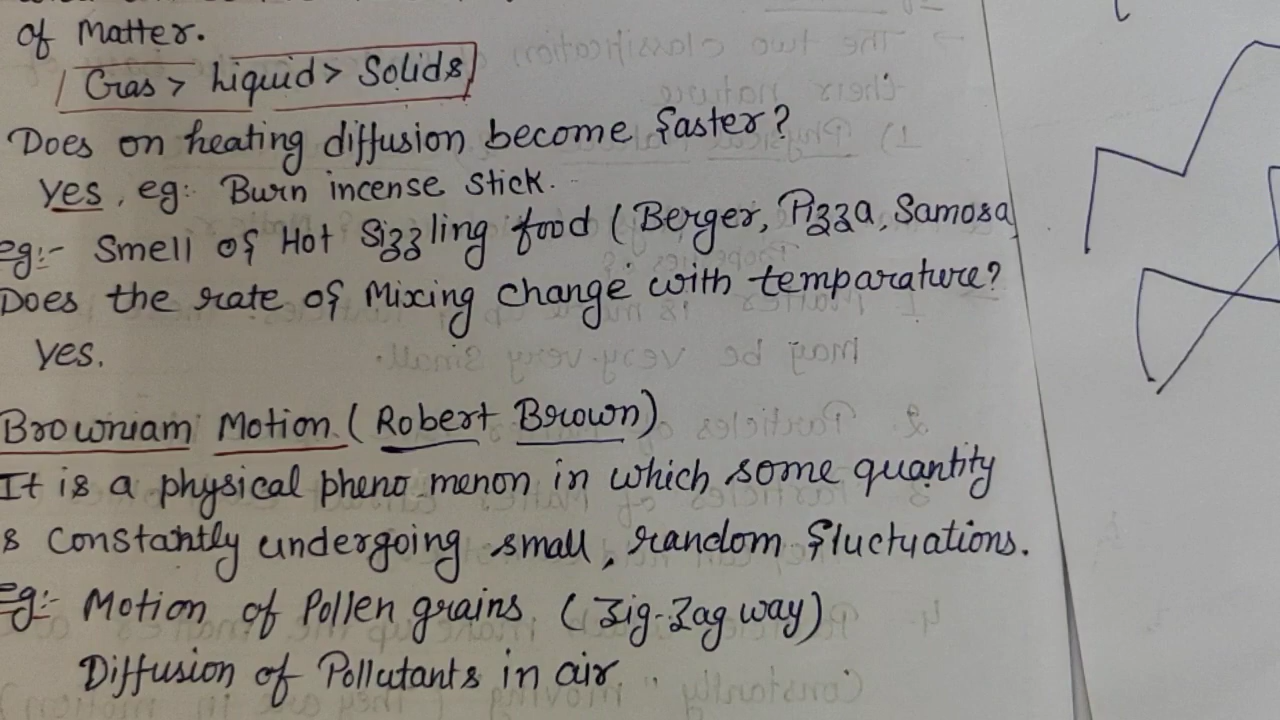 of Matter.
Gas > Liquid > Solids
Does on heating diffusion become faster?
Yes, eg: Burn incense stick.
eg:- Smell of Hot Sizzling food (Berger, Pizza, Samosa
Does the rate of Mixing change with temparature?
Yes.
Browniam Motion (Robert Brown)
It is a physical pheno-menon in which some quantity
is constantly undergoing small, random fluctuations.
Eg:- Motion of Pollen grains (Zig-Zag way)
Diffusion of Pollutants in air